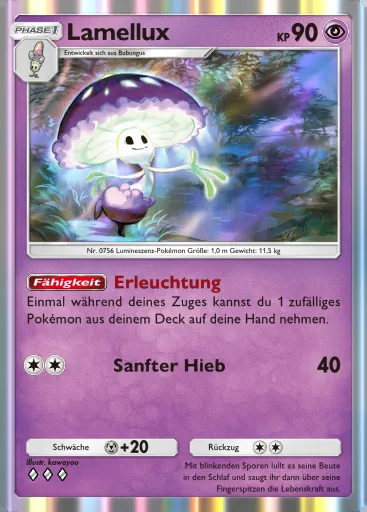 PHASE 1
Lamellux
KP 90
Entwickelt sich aus Bubungus
Nr. 0756 Lumineszenz-Pokémon Größe: 1,0 m Gewicht: 11,5 kg
Fähigkeit Erleuchtung
Einmal während deines Zuges kannst du 1 zufälliges
Pokémon aus deinem Deck auf deine Hand nehmen.
Sanfter Hieb 40
Schwäche +20 Rückzug
Illustr. kawayoo
Mit blinkenden Sporen lullt es seine Beute
in den Schlaf und saugt ihr dann über seine
Fingerspitzen die Lebenskraft aus.